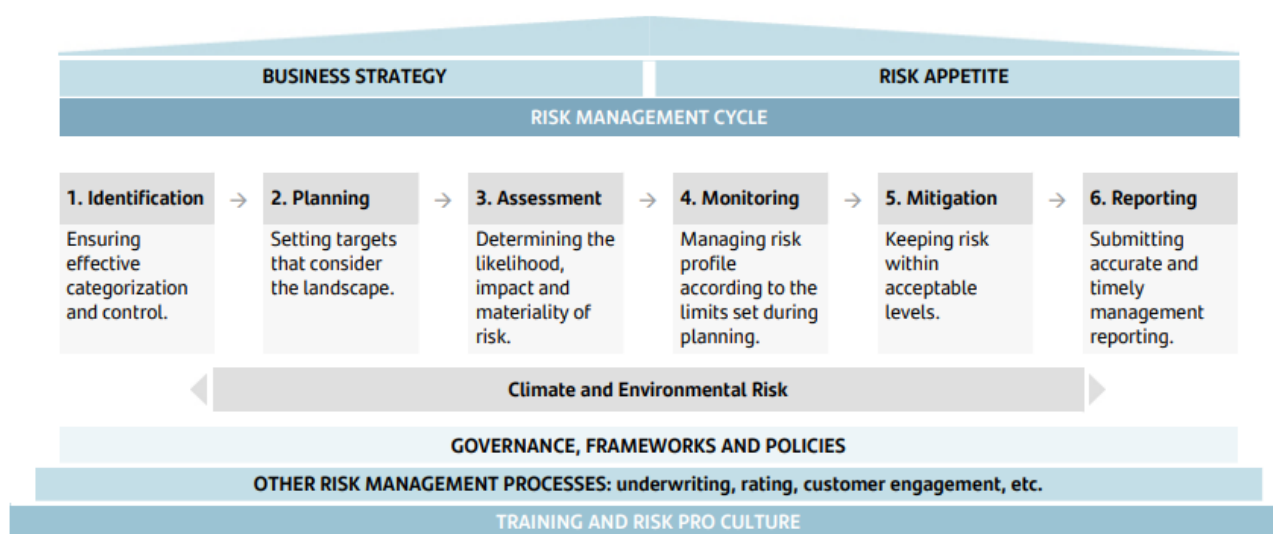 BUSINESS STRATEGY
RISK APPETITE
RISK MANAGEMENT CYCLE
1. Identification
Ensuring
effective
categorization
and control.
2. Planning
Setting targets
that consider
the landscape.
3. Assessment
Determining the
likelihood,
impact and
materiality of
risk.
4. Monitoring
Managing risk
profile
according to the
limits set during
planning.
5. Mitigation
Keeping risk
within
acceptable
levels.
6. Reporting
Submitting
accurate and
timely
management
reporting.
Climate and Environmental Risk
GOVERNANCE, FRAMEWORKS AND POLICIES
OTHER RISK MANAGEMENT PROCESSES: underwriting, rating, customer engagement, etc.
TRAINING AND RISK PRO CULTURE